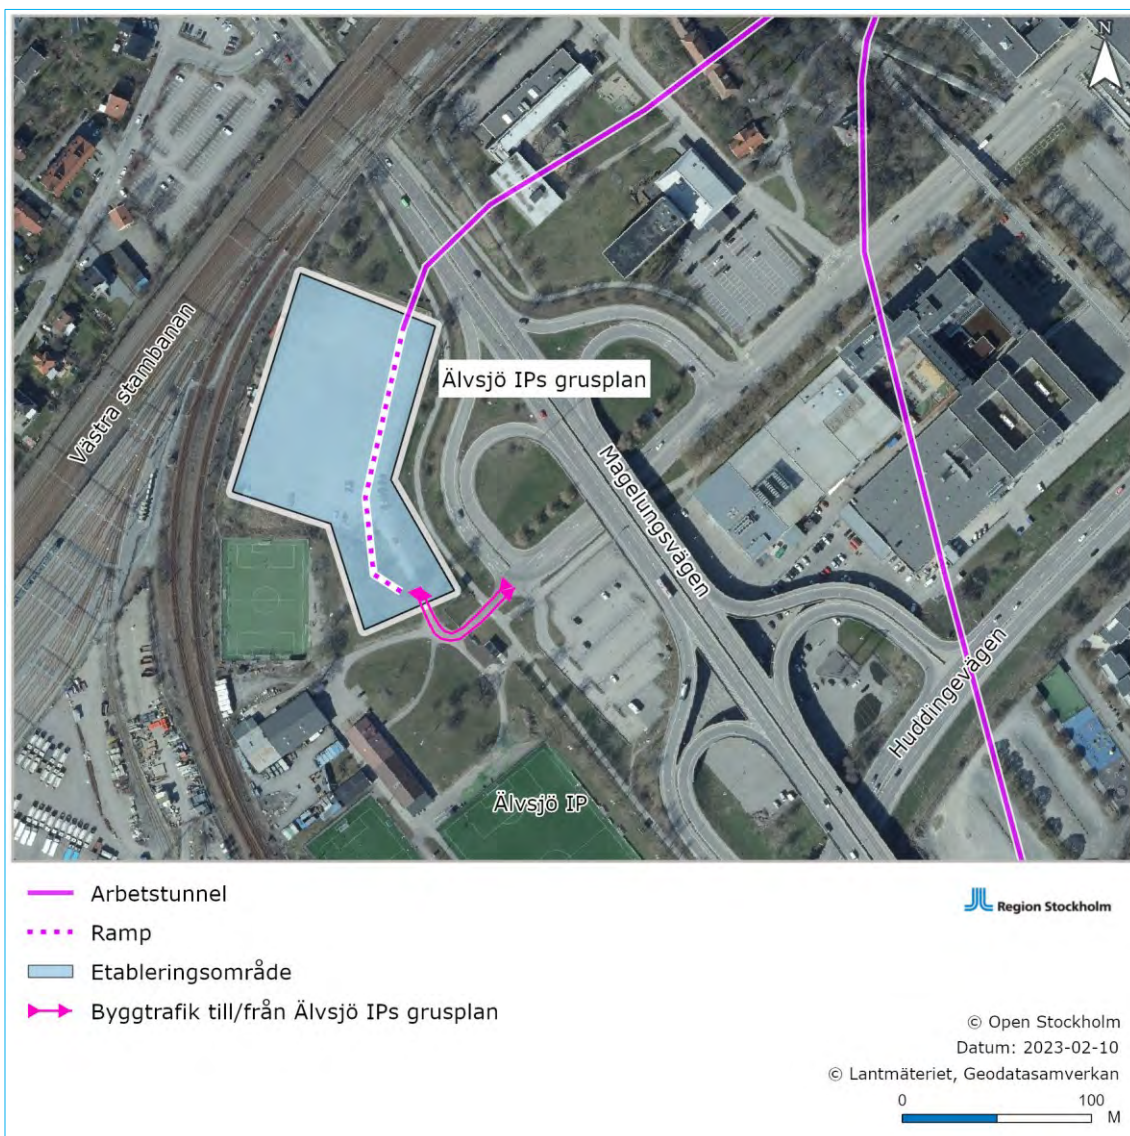 N
Västra stambanan
Älvsjö IPs grusplan
Magelungsvägen
Huddingevägen
Älvsjö IP
Arbetstunnel
Ramp
Etableringsområde
Byggtrafik till/från Älvsjö IPs grusplan
Region Stockholm
© Open Stockholm
Datum: 2023-02-10
© Lantmäteriet, Geodatasamverkan
0 100
M